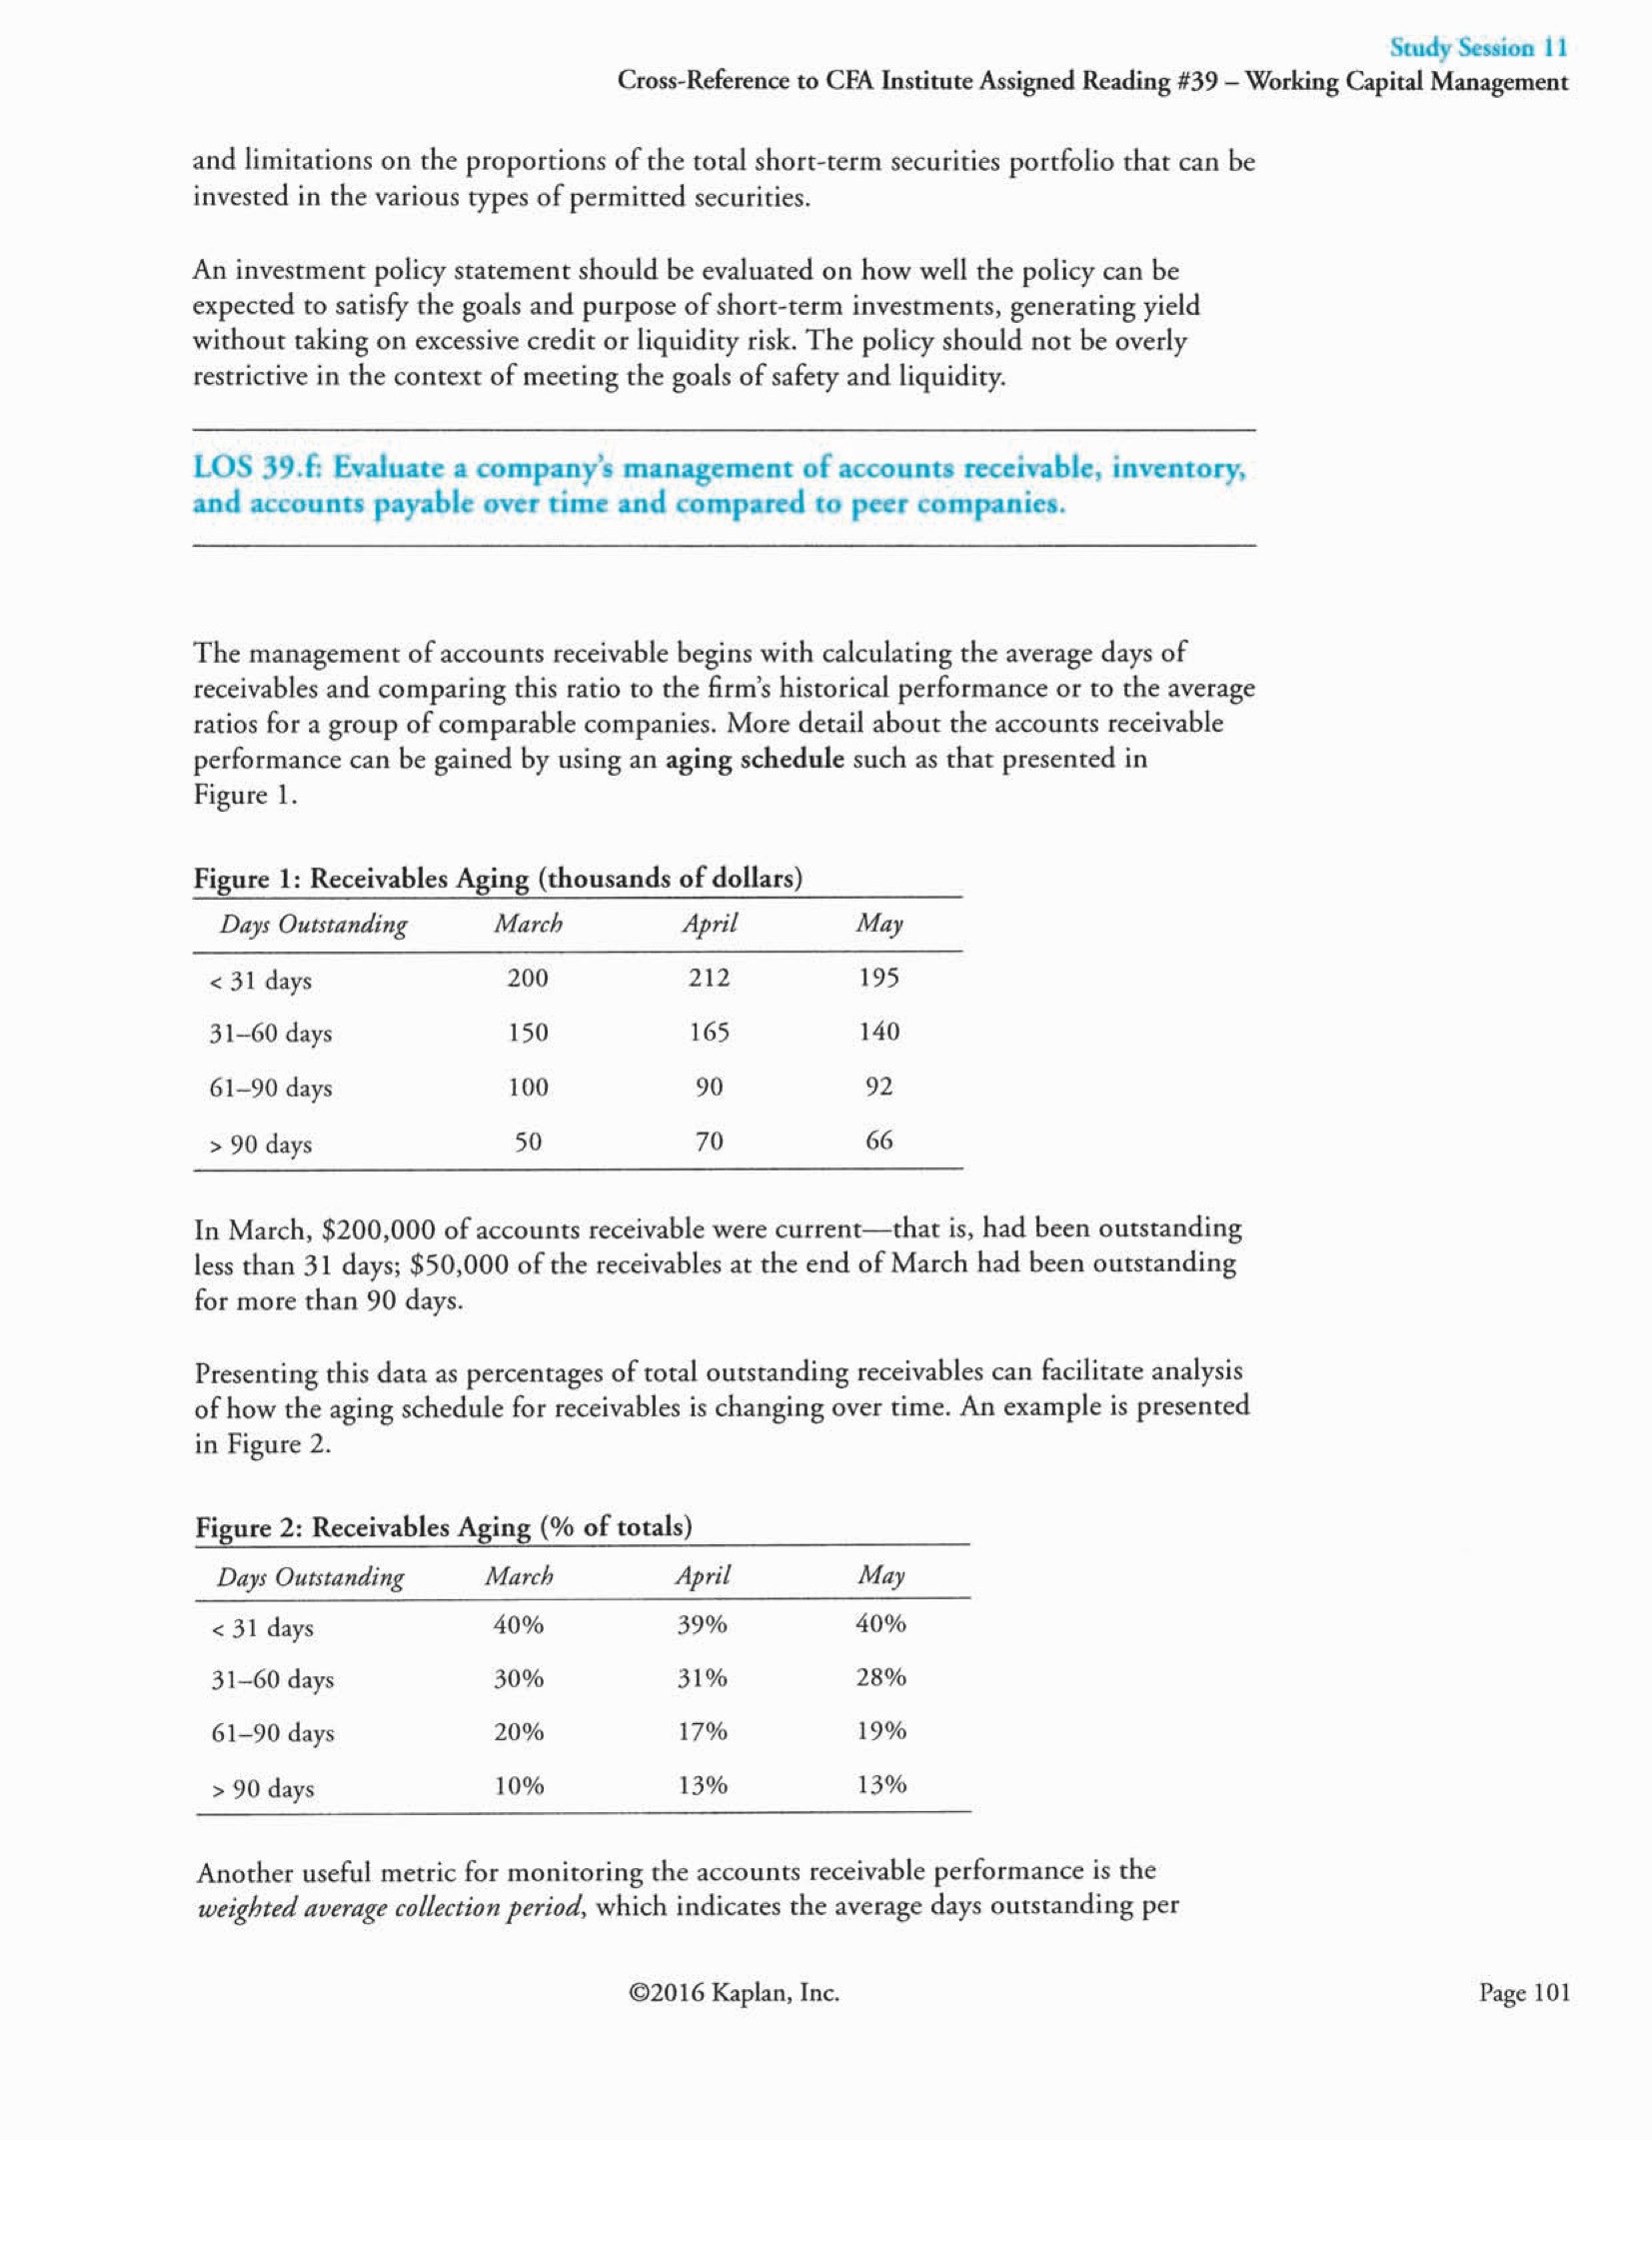 Study Session 11
Cross-Reference to CFA Institute Assigned Reading #39 – Working Capital Management
and limitations on the proportions of the total short-term securities portfolio that can be
invested in the various types of permitted securities.
An investment policy statement should be evaluated on how well the policy can be
expected to satisfy the goals and purpose of short-term investments, generating yield
without taking on excessive credit or liquidity risk. The policy should not be overly
restrictive in the context of meeting the goals of safety and liquidity.
LOS 39.f: Evaluate a company's management of accounts receivable, inventory,
and accounts payable over time and compared to peer companies.
The management of accounts receivable begins with calculating the average days of
receivables and comparing this ratio to the firm's historical performance or to the average
ratios for a group of comparable companies. More detail about the accounts receivable
performance can be gained by using an aging schedule such as that presented in
Figure 1.
Figure 1: Receivables Aging (thousands of dollars)
Days Outstanding March April May
< 31 days 200 212 195
31–60 days 150 165 140
61–90 days 100 90 92
> 90 days 50 70 66
In March, $200,000 of accounts receivable were current—that is, had been outstanding
less than 31 days; $50,000 of the receivables at the end of March had been outstanding
for more than 90 days.
Presenting this data as percentages of total outstanding receivables can facilitate analysis
of how the aging schedule for receivables is changing over time. An example is presented
in Figure 2.
Figure 2: Receivables Aging (% of totals)
Days Outstanding March April May
< 31 days 40% 39% 40%
31–60 days 30% 31% 28%
61–90 days 20% 17% 19%
> 90 days 10% 13% 13%
Another useful metric for monitoring the accounts receivable performance is the
weighted average collection period, which indicates the average days outstanding per
©2016 Kaplan, Inc.
Page 101